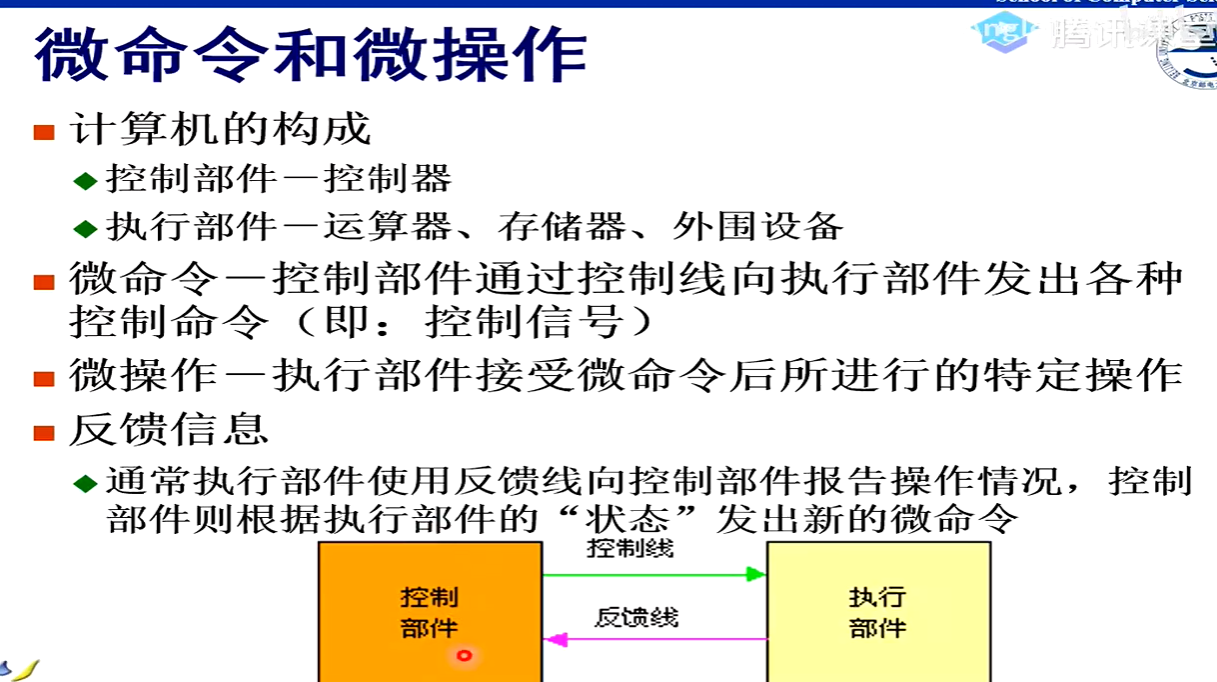 微命令和微操作
计算机的构成
控制部件－控制器
执行部件－运算器、存储器、外围设备
微命令－控制部件通过控制线向执行部件发出各种
控制命令（即：控制信号）
微操作－执行部件接受微命令后所进行的特定操作
反馈信息
通常执行部件使用反馈线向控制部件报告操作情况，控制
部件则根据执行部件的“状态”发出新的微命令
控制线
控制
部件
反馈线
执行
部件
腾讯课堂